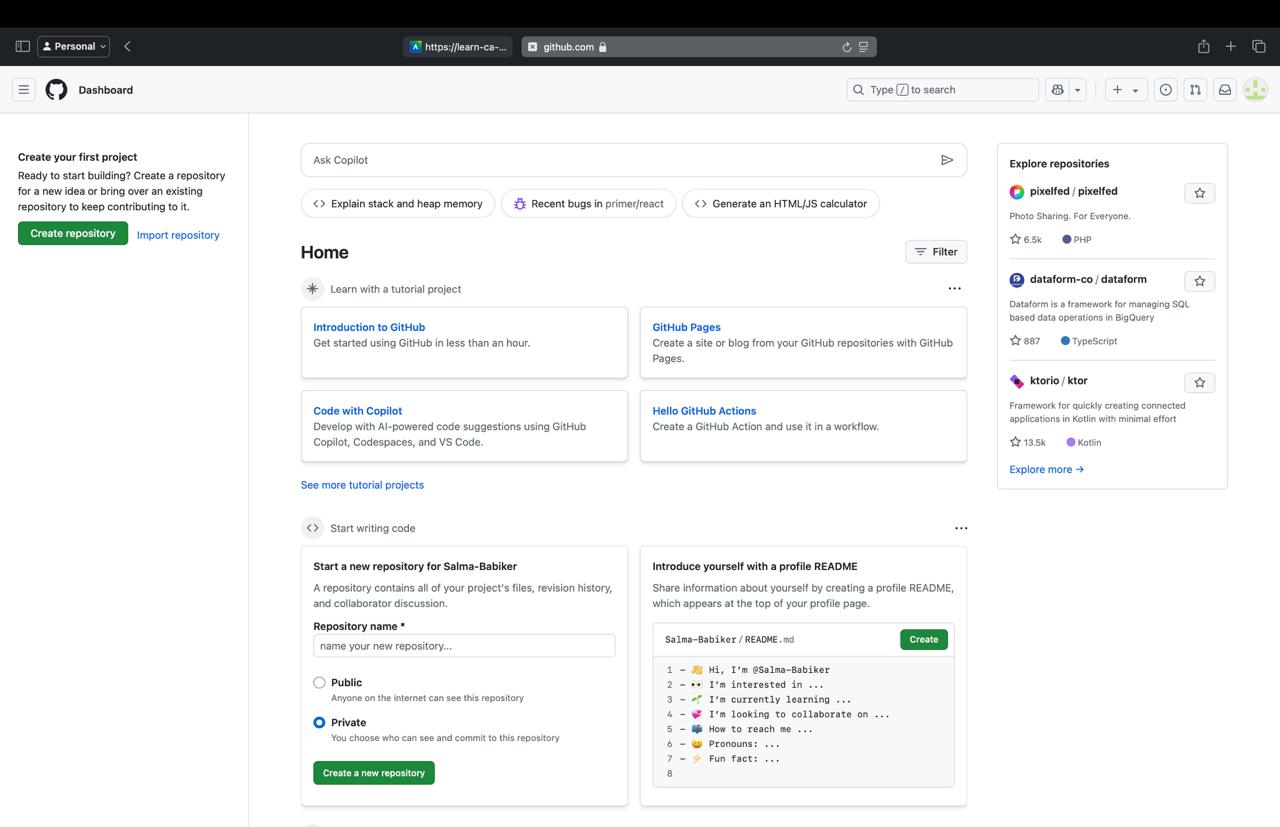 Personal
https://learn-ca-...
github.com
Dashboard
Type / to search
Create your first project
Ready to start building? Create a repository
for a new idea or bring over an existing
repository to keep contributing to it.
Create repository
Import repository
Ask Copilot
Explain stack and heap memory
Recent bugs in primer/react
Generate an HTML/JS calculator
Home
Filter
Learn with a tutorial project
Introduction to GitHub
Get started using GitHub in less than an hour.
GitHub Pages
Create a site or blog from your GitHub repositories with GitHub
Pages.
Code with Copilot
Develop with AI-powered code suggestions using GitHub
Copilot, Codespaces, and VS Code.
Hello GitHub Actions
Create a GitHub Action and use it in a workflow.
See more tutorial projects
Start writing code
Start a new repository for Salma-Babiker
A repository contains all of your project's files, revision history,
and collaborator discussion.
Repository name *
name your new repository...
Public
Anyone on the internet can see this repository
Private
You choose who can see and commit to this repository
Create a new repository
Introduce yourself with a profile README
Share information about yourself by creating a profile README,
which appears at the top of your profile page.
Salma-Babiker / README.md
Create
1 - 👋 Hi, I'm @Salma-Babiker
2 - 👀 I'm interested in ...
3 - 🌱 I'm currently learning ...
4 - 💞️ I'm looking to collaborate on ...
5 - 📫 How to reach me ...
6 - 😄 Pronouns: ...
7 - ⚡ Fun fact: ...
8
Explore repositories
pixelfed / pixelfed
Photo Sharing. For Everyone.
6.5k PHP
dataform-co / dataform
Dataform is a framework for managing SQL
based data operations in BigQuery
887 TypeScript
ktorio / ktor
Framework for quickly creating connected
applications in Kotlin with minimal effort
13.5k Kotlin
Explore more →